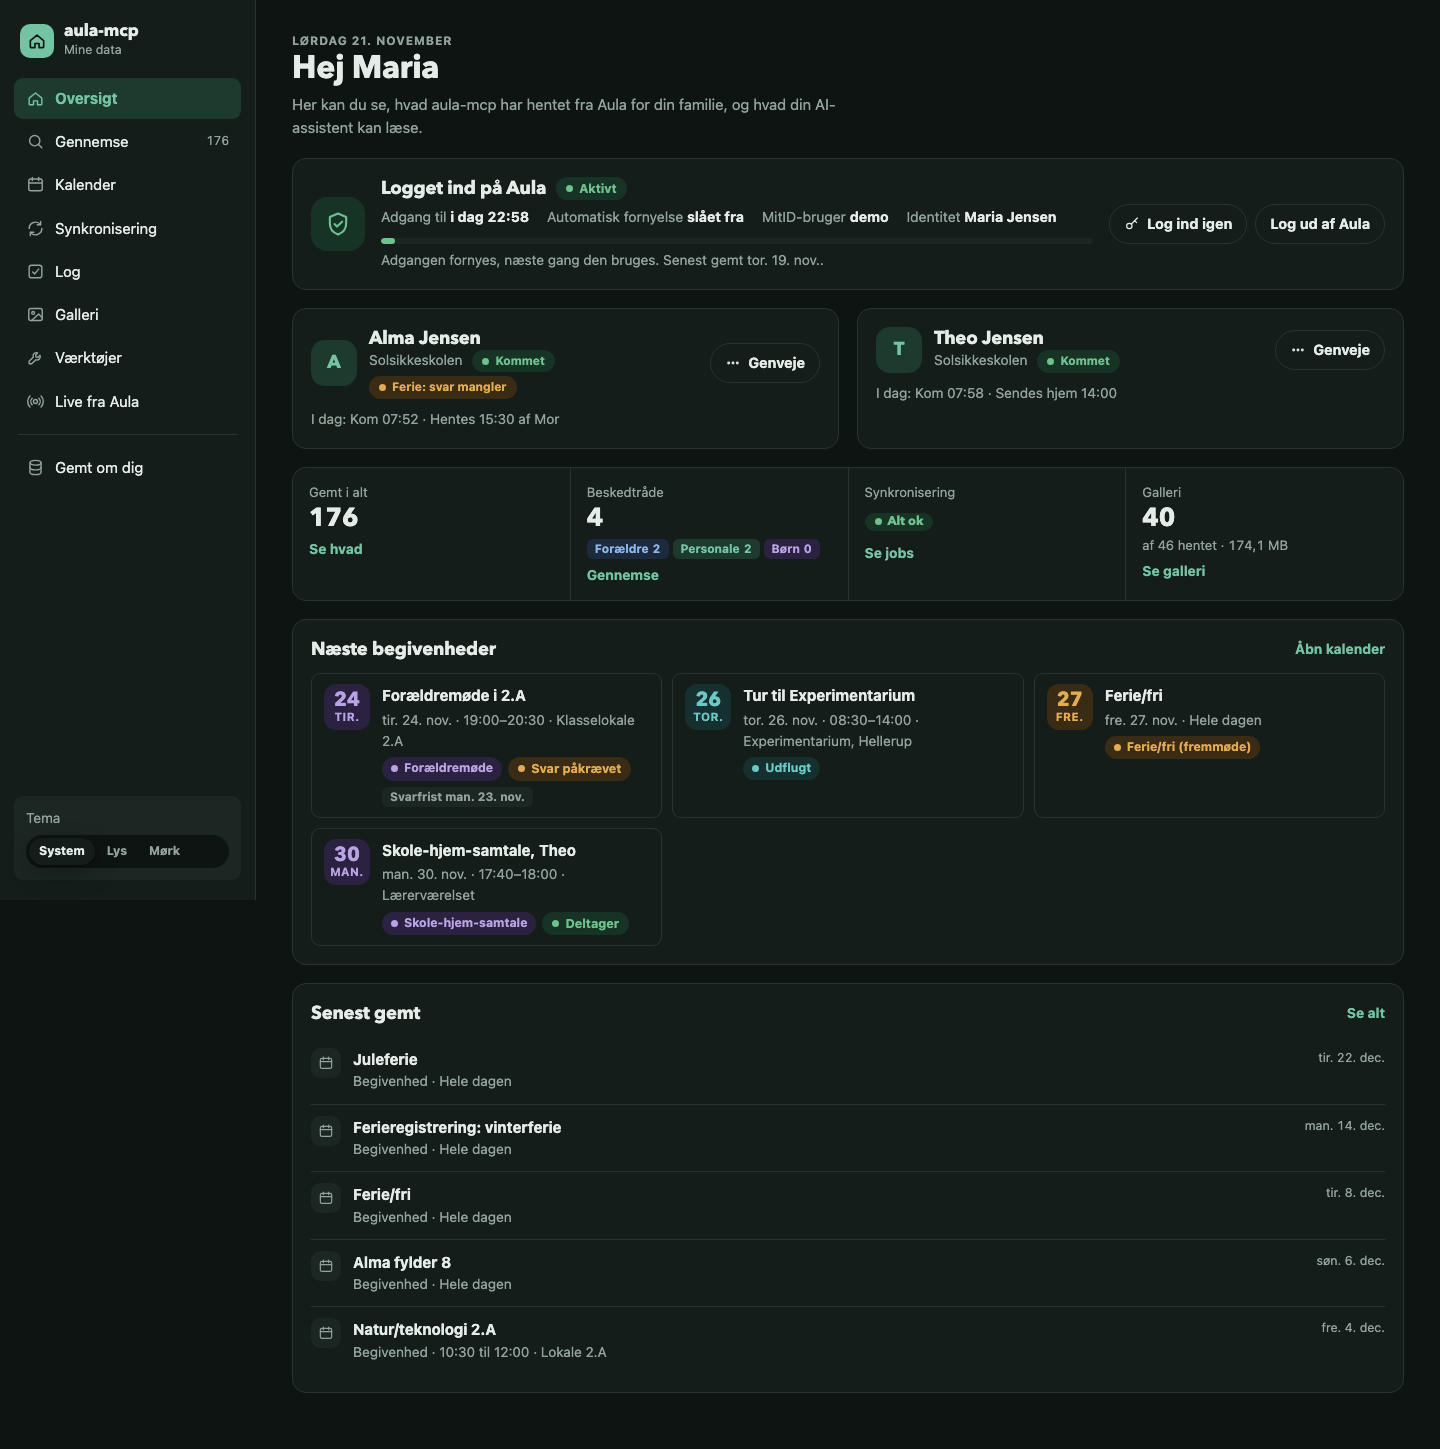 aula-mcp
Mine data
Oversigt
Gennemse 176
Kalender
Synkronisering
Log
Galleri
Værktøjer
Live fra Aula
Gemt om dig
Tema
System Lys Mørk
LØRDAG 21. NOVEMBER
Hej Maria
Her kan du se, hvad aula-mcp har hentet fra Aula for din familie, og hvad din AI-
assistent kan læse.
Logget ind på Aula Aktivt
Adgang til i dag 22:58 Automatisk fornyelse slået fra MitID-bruger demo Identitet Maria Jensen
Adgangen fornyes, næste gang den bruges. Senest gemt tor. 19. nov..
Log ind igen
Log ud af Aula
A
Alma Jensen
Solsikkeskolen Kommet
Ferie: svar mangler
Genveje
I dag: Kom 07:52 · Hentes 15:30 af Mor
T
Theo Jensen
Solsikkeskolen Kommet
Genveje
I dag: Kom 07:58 · Sendes hjem 14:00
Gemt i alt
176
Se hvad
Beskedtråde
4
Forældre 2 Personale 2 Børn 0
Gennemse
Synkronisering
Alt ok
Se jobs
Galleri
40
af 46 hentet · 174,1 MB
Se galleri
Næste begivenheder
Åbn kalender
24
TIR.
Forældremøde i 2.A
tir. 24. nov. · 19:00–20:30 · Klasselokale
2.A
Forældremøde Svar påkrævet
Svarfrist man. 23. nov.
26
TOR.
Tur til Experimentarium
tor. 26. nov. · 08:30–14:00 ·
Experimentarium, Hellerup
Udflugt
27
FRE.
Ferie/fri
fre. 27. nov. · Hele dagen
Ferie/fri (fremmøde)
30
MAN.
Skole-hjem-samtale, Theo
man. 30. nov. · 17:40–18:00 ·
Lærerværelset
Skole-hjem-samtale Deltager
Senest gemt
Se alt
Juleferie
tir. 22. dec.
Begivenhed · Hele dagen
Ferieregistrering: vinterferie
man. 14. dec.
Begivenhed · Hele dagen
Ferie/fri
tir. 8. dec.
Begivenhed · Hele dagen
Alma fylder 8
søn. 6. dec.
Begivenhed · Hele dagen
Natur/teknologi 2.A
fre. 4. dec.
Begivenhed · 10:30 til 12:00 · Lokale 2.A